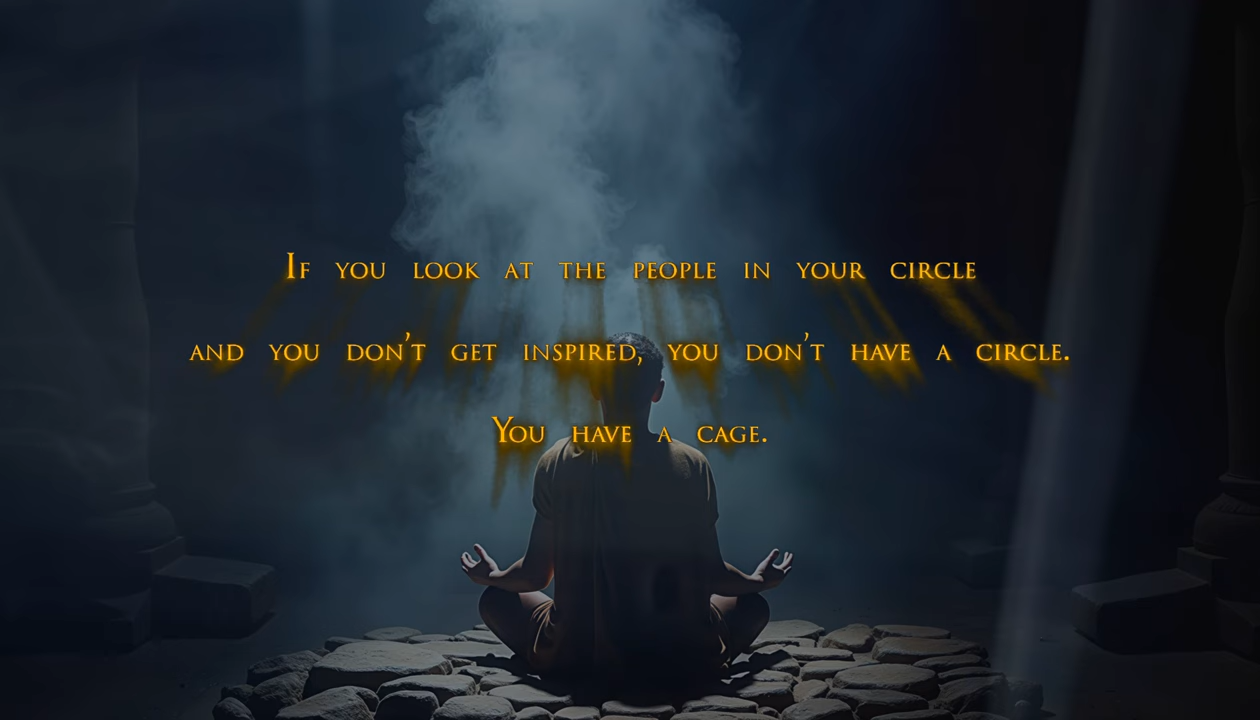 If you look at the people in your circle
and you don't get inspired, you don't have a circle.
You have a cage.